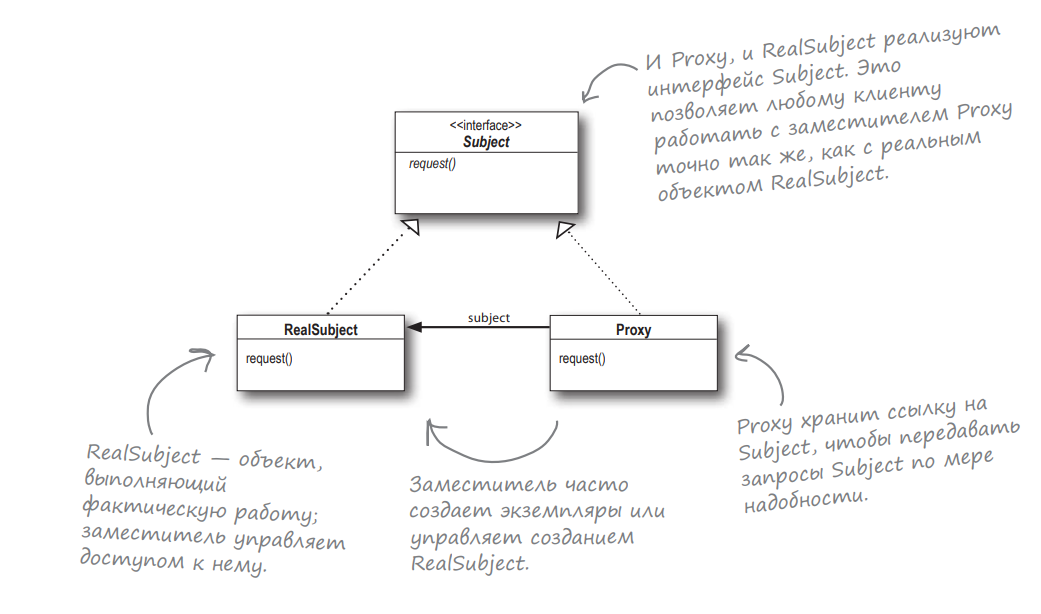 И Proxy, и RealSubject реализуют
интерфейс Subject. Это
позволяет любому клиенту
работать с заместителем Proxy
точно так же, как с реальным
объектом RealSubject.
<<interface>>
Subject
request()
subject
RealSubject
request()
Proxy
request()
RealSubject — объект,
выполняющий
фактическую работу;
заместитель управляет
доступом к нему.
Заместитель часто
создает экземпляры или
управляет созданием
RealSubject.
Proxy хранит ссылку на
Subject, чтобы передавать
запросы Subject по мере
надобности.